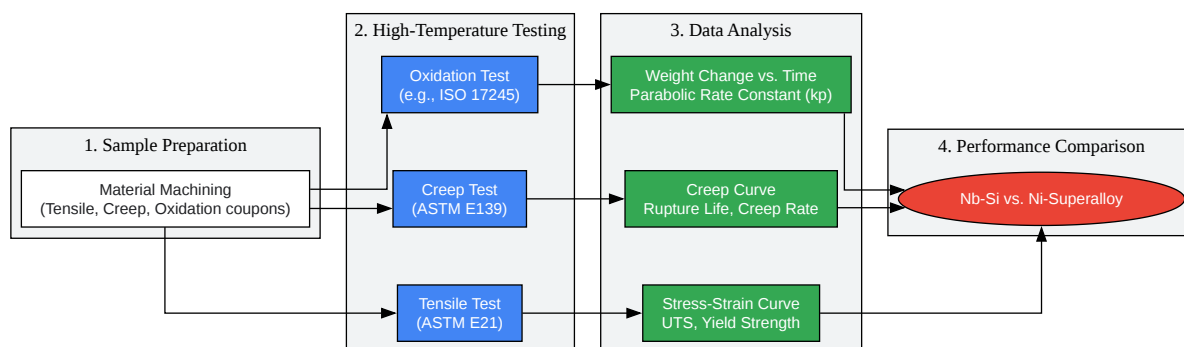 1. Sample Preparation
Material Machining
(Tensile, Creep, Oxidation coupons)
2. High-Temperature Testing
Oxidation Test
(e.g., ISO 17245)
Creep Test
(ASTM E139)
Tensile Test
(ASTM E21)
3. Data Analysis
Weight Change vs. Time
Parabolic Rate Constant (kp)
Creep Curve
Rupture Life, Creep Rate
Stress-Strain Curve
UTS, Yield Strength
4. Performance Comparison
Nb-Si vs. Ni-Superalloy